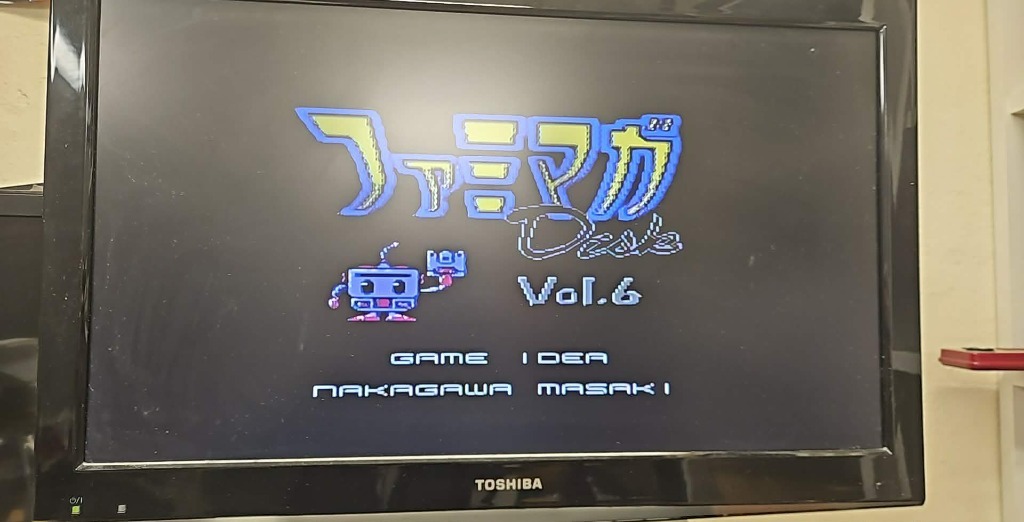 ファミマガ
Disk
Vol.6
GAME IDEA
NAKAGAWA MASAKI
TOSHIBA